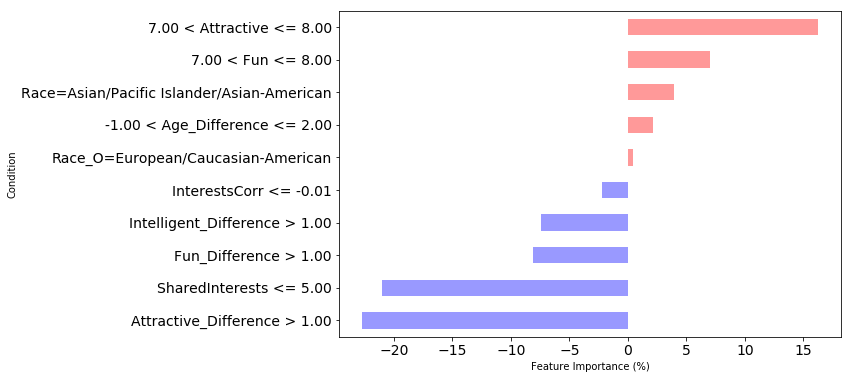 7.00 < Attractive <= 8.00
7.00 < Fun <= 8.00
Race=Asian/Pacific Islander/Asian-American
-1.00 < Age_Difference <= 2.00
Race_O=European/Caucasian-American
InterestsCorr <= -0.01
Intelligent_Difference > 1.00
Fun_Difference > 1.00
SharedInterests <= 5.00
Attractive_Difference > 1.00
Condition
−20 −15 −10 −5 0 5 10 15
Feature Importance (%)